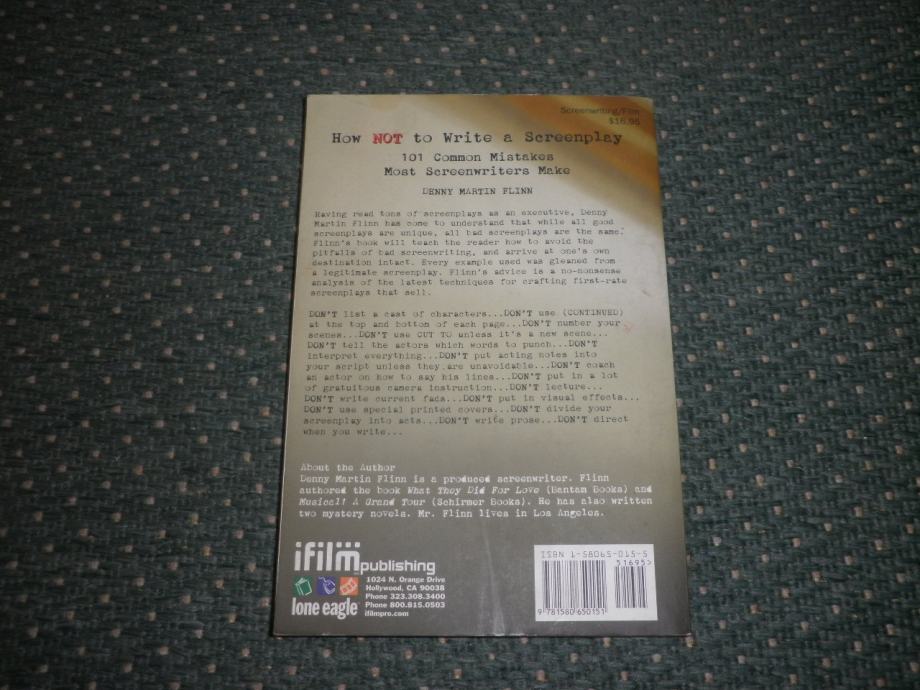 Screenwriting/Film
$16.95
How NOT to Write a Screenplay
101 Common Mistakes
Most Screenwriters Make
DENNY MARTIN FLINN
Having read tons of screenplays as an executive, Denny
Martin Flinn has come to understand that while all good
screenplays are unique, all bad screenplays are the same.
Flinn's book will teach the reader how to avoid the
pitfalls of bad screenwriting, and arrive at one's own
destination intact. Every example used was gleaned from
a legitimate screenplay. Flinn's advice is a no-nonsense
analysis of the latest techniques for crafting first-rate
screenplays that sell.
DON'T list a cast of characters...DON'T use (CONTINUED)
at the top and bottom of each page...DON'T number your
scenes...DON'T use CUT TO unless it's a new scene...
DON'T tell the actors which words to punch...DON'T
interpret everything...DON'T put acting notes into
your script unless they are unavoidable...DON'T coach
an actor on how to say his lines...DON'T put in a lot
of gratuitous camera instruction...DON'T lecture...
DON'T write current fads...DON'T put in visual effects...
DON'T use special printed covers...DON'T divide your
screenplay into acts...DON'T write prose...DON'T direct
when you write...
About the Author
Denny Martin Flinn is a produced screenwriter. Flinn
authored the book What They Did For Love (Bantam Books) and
Musical! A Grand Tour (Schirmer Books). He has also written
two mystery novels. Mr. Flinn lives in Los Angeles.
ifilm publishing
lone eagle
1024 N. Orange Drive
Hollywood, CA 90038
Phone 323.308.3400
Phone 800.815.0503
ifilmpro.com
ISBN 1-58065-015-5
51695>
9 781580 650151